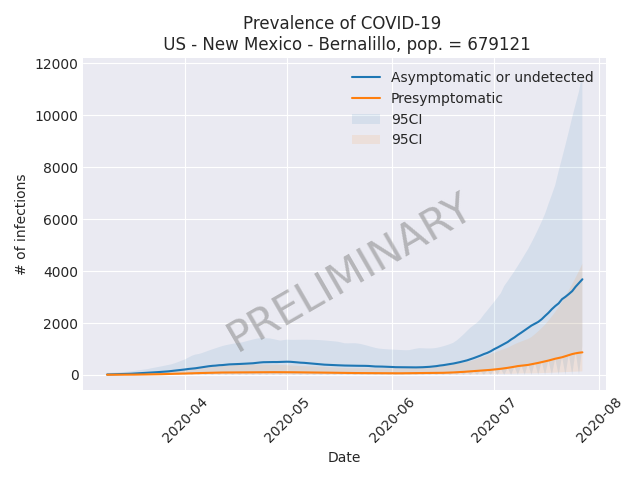 Prevalence of COVID-19
US - New Mexico - Bernalillo, pop. = 679121
12000
10000
8000
6000
4000
2000
0
# of infections
Asymptomatic or undetected
Presymptomatic
95CI
95CI
PRELIMINARY
2020-04
2020-05
2020-06
2020-07
2020-08
Date